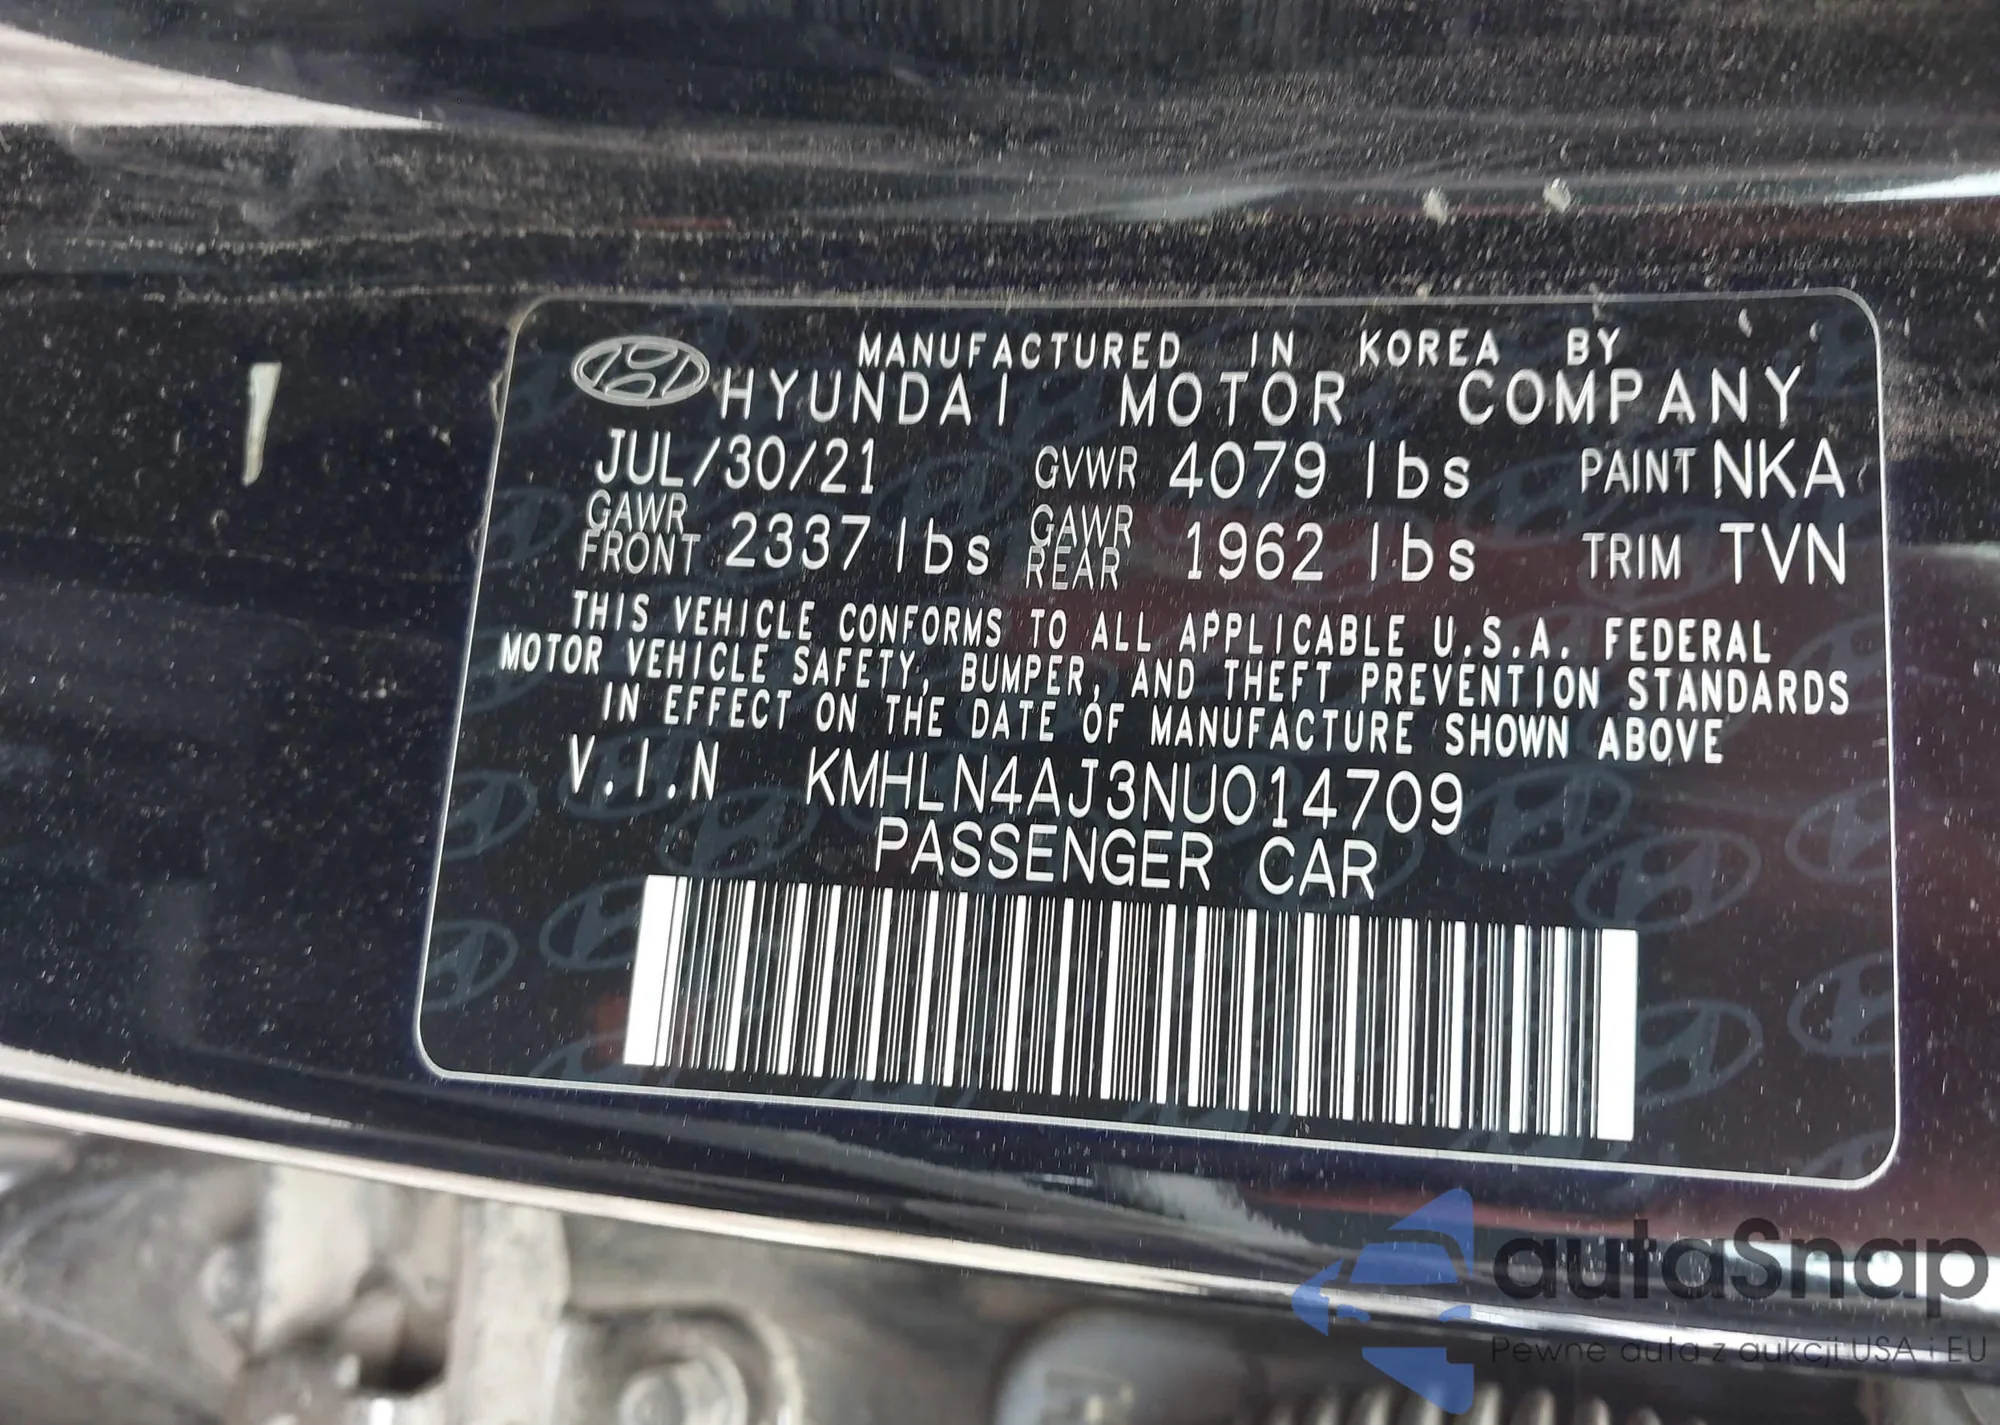 MANUFACTURED IN KOREA BY
HYUNDAI MOTOR COMPANY
JUL/30/21 GVWR 4079 lbs PAINT NKA
GAWR FRONT 2337 lbs GAWR REAR 1962 lbs TRIM TVN
THIS VEHICLE CONFORMS TO ALL APPLICABLE U.S.A. FEDERAL
MOTOR VEHICLE SAFETY, BUMPER, AND THEFT PREVENTION STANDARDS
IN EFFECT ON THE DATE OF MANUFACTURE SHOWN ABOVE
V.I.N KMHLN4AJ3NU014709
PASSENGER CAR
autaSnap
Pewne auta z aukcji USA i EU